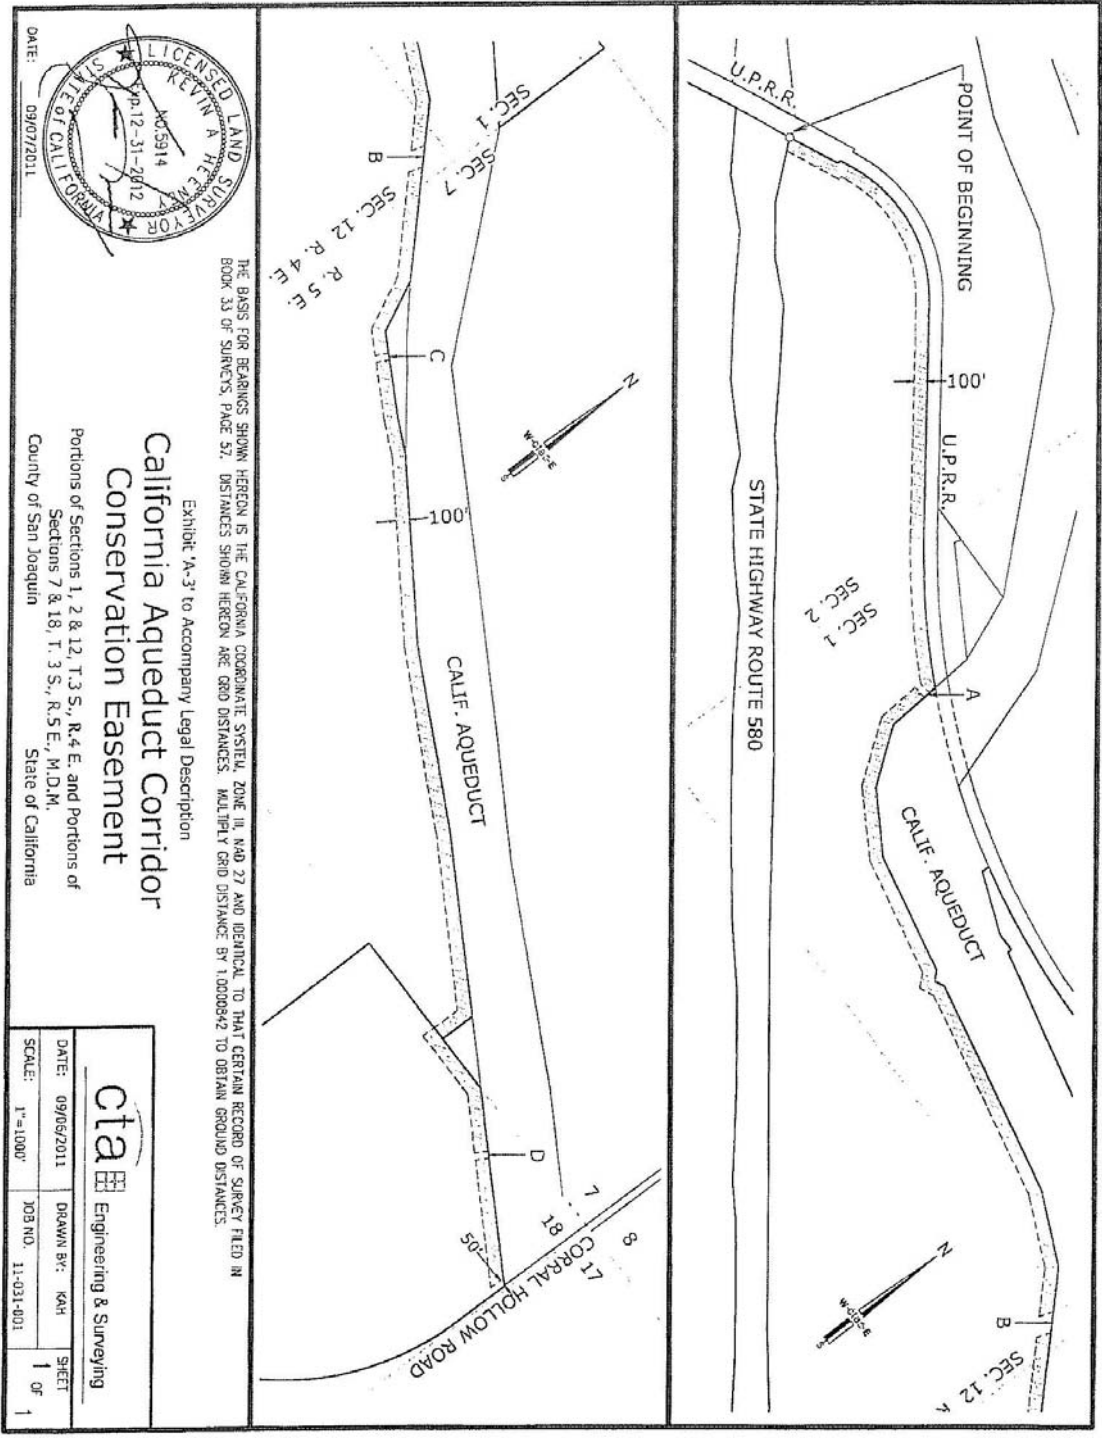 POINT OF BEGINNING
U.P.R.R.
100'
U.P.R.R.
SEC. 1
SEC. 2
STATE HIGHWAY ROUTE 580
A
CALIF. AQUEDUCT
N
W E
S
B
SEC. 12
SEC. 1
SEC. 7
B
SEC. 12 R. 4 E.
R. 5 E.
C
N
W E
S
100'
CALIF. AQUEDUCT
D
7
8
18
17
50'
CORRAL HOLLOW ROAD
THE BASIS FOR BEARINGS SHOWN HEREON IS THE CALIFORNIA COORDINATE SYSTEM, ZONE III, NAD 27 AND IDENTICAL TO THAT CERTAIN RECORD OF SURVEY FILED IN
BOOK 33 OF SURVEYS, PAGE 57. DISTANCES SHOWN HEREON ARE GRID DISTANCES. MULTIPLY GRID DISTANCE BY 1.0000842 TO OBTAIN GROUND DISTANCES.
LICENSED LAND SURVEYOR
KEVIN A HEENEY
NO.5914
Exp.12-31-2012
STATE of CALIFORNIA
DATE: 09/07/2011
Exhibit 'A-3' to Accompany Legal Description
California Aqueduct Corridor
Conservation Easement
Portions of Sections 1, 2 & 12, T.3 S., R.4 E. and Portions of
Sections 7 & 18, T. 3 S., R.5 E., M.D.M.
County of San Joaquin State of California
cta Engineering & Surveying
DATE: 09/06/2011
DRAWN BY: KAH
SHEET
1 OF 1
SCALE: 1"=1000'
JOB NO. 11-031-001